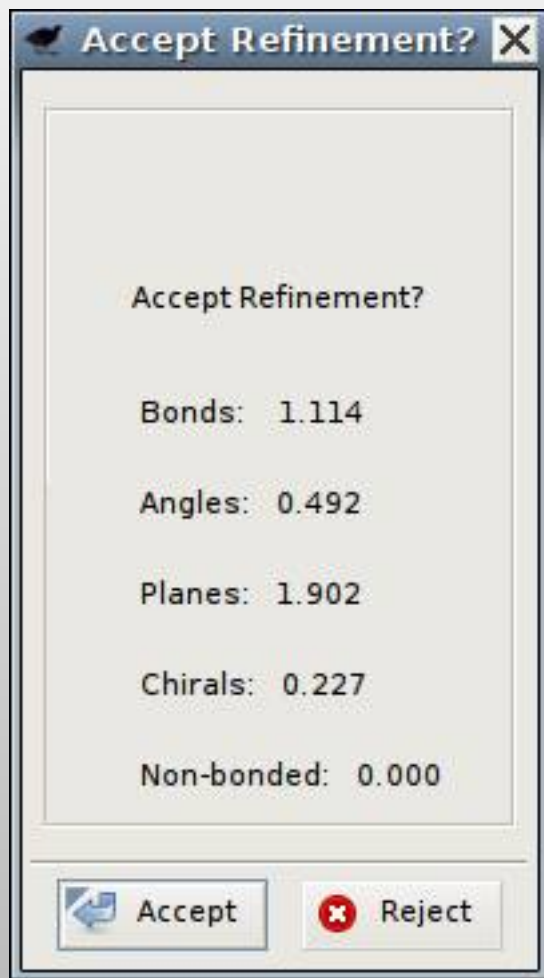 Accept Refinement?
Accept Refinement?
Bonds: 1.114
Angles: 0.492
Planes: 1.902
Chirals: 0.227
Non-bonded: 0.000
Accept Reject